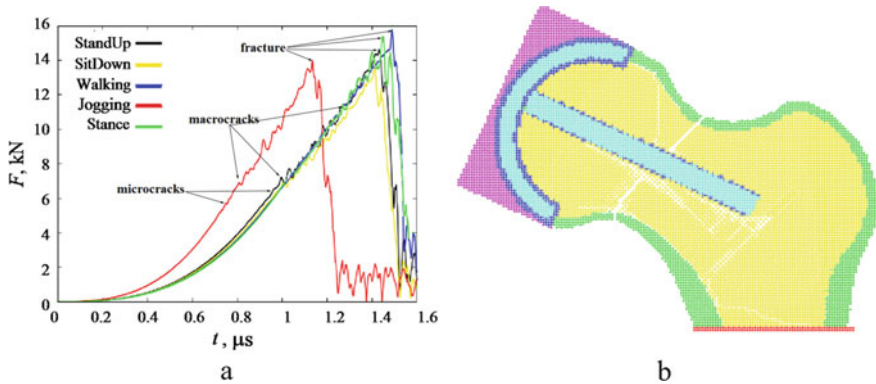 F, kN
16
14
12
10
8
6
4
2
0
StandUp
SitDown
Walking
Jogging
Stance
fracture
macrocracks
microcracks
0
0.2
0.4
0.6
0.8
1
1.2
1.4
1.6
t, μs
a
b